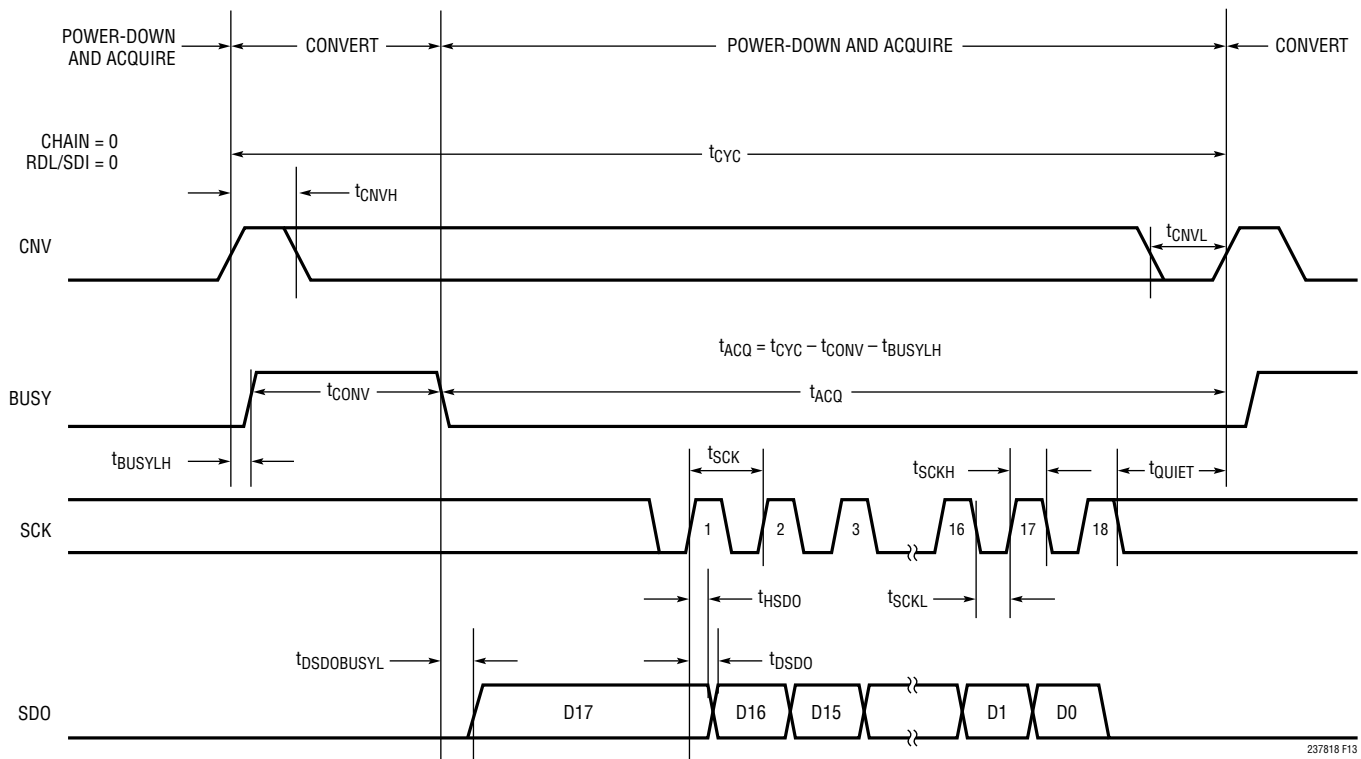 POWER-DOWN
AND ACQUIRE
CONVERT
POWER-DOWN AND ACQUIRE
CONVERT
CHAIN = 0
RDL/SDI = 0
tCYC
tCNVH
CNV
tCNVL
tACQ = tCYC – tCONV – tBUSYLH
BUSY
tCONV
tACQ
tBUSYLH
tSCK
tSCKH
tQUIET
SCK
1 2 3 16 17 18
tHSDO
tSCKL
tDSDOBUSYL
tDSDO
SDO
D17 D16 D15 D1 D0
237818 F13